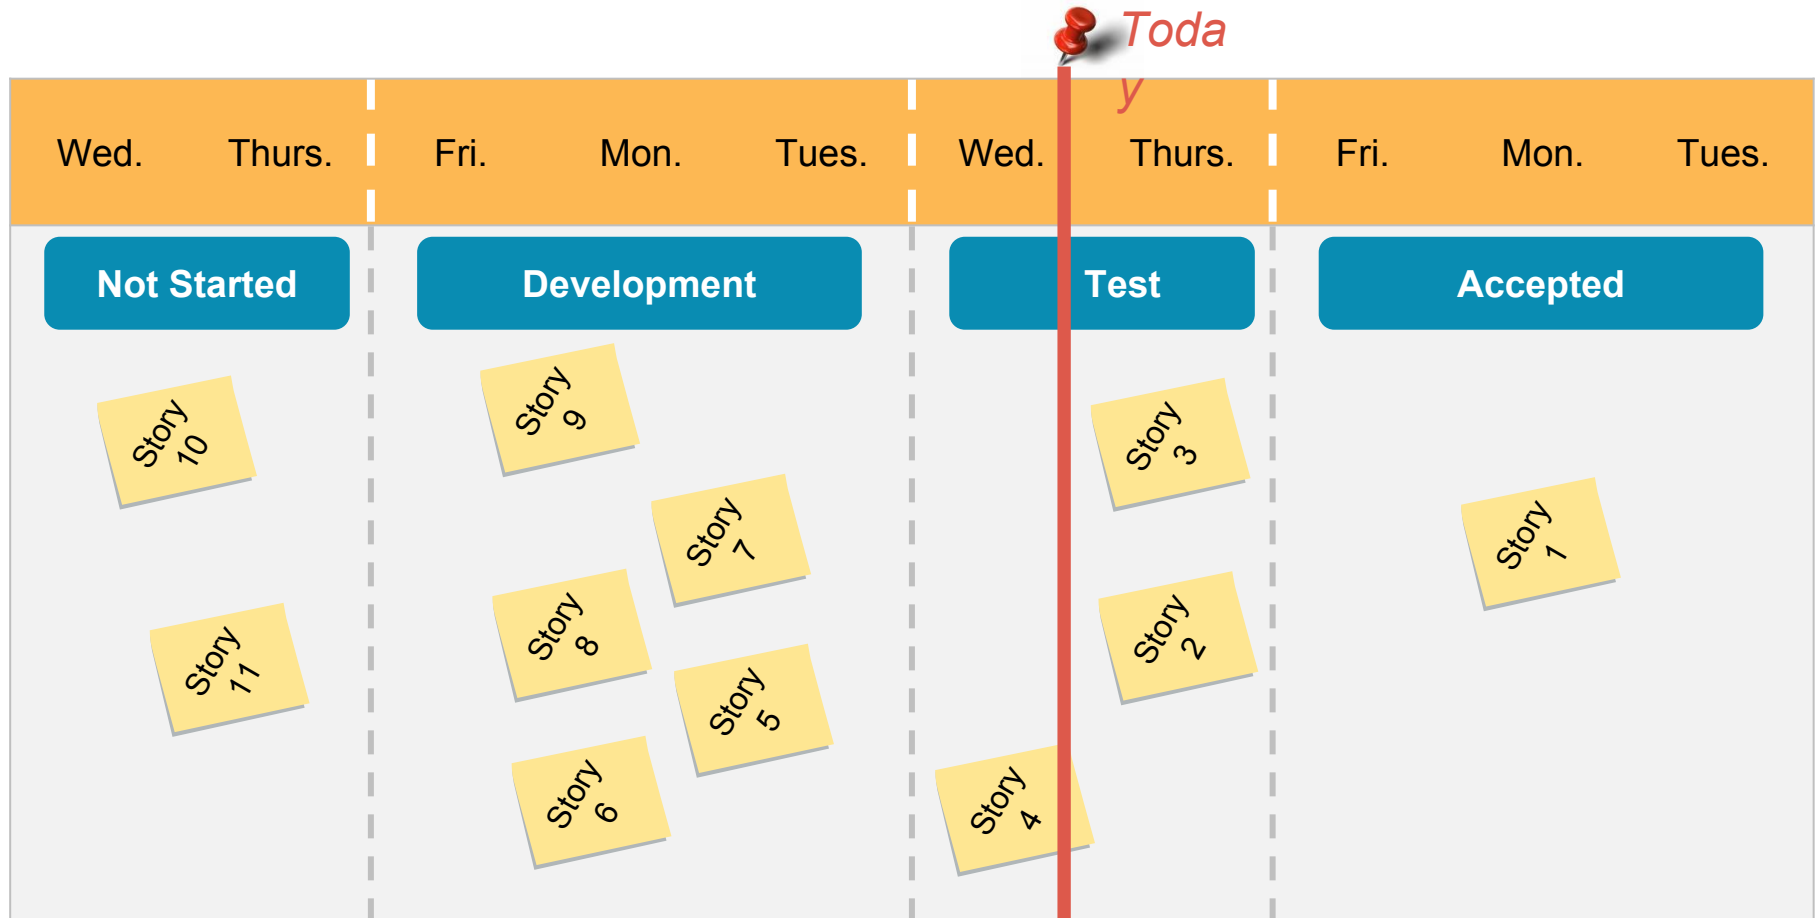 Toda
y
Wed. Thurs. Fri. Mon. Tues. Wed. Thurs. Fri. Mon. Tues.
Not Started Development Test Accepted
Story
10
Story
11
Story
9
Story
7
Story
8
Story
5
Story
6
Story
3
Story
2
Story
4
Story
1